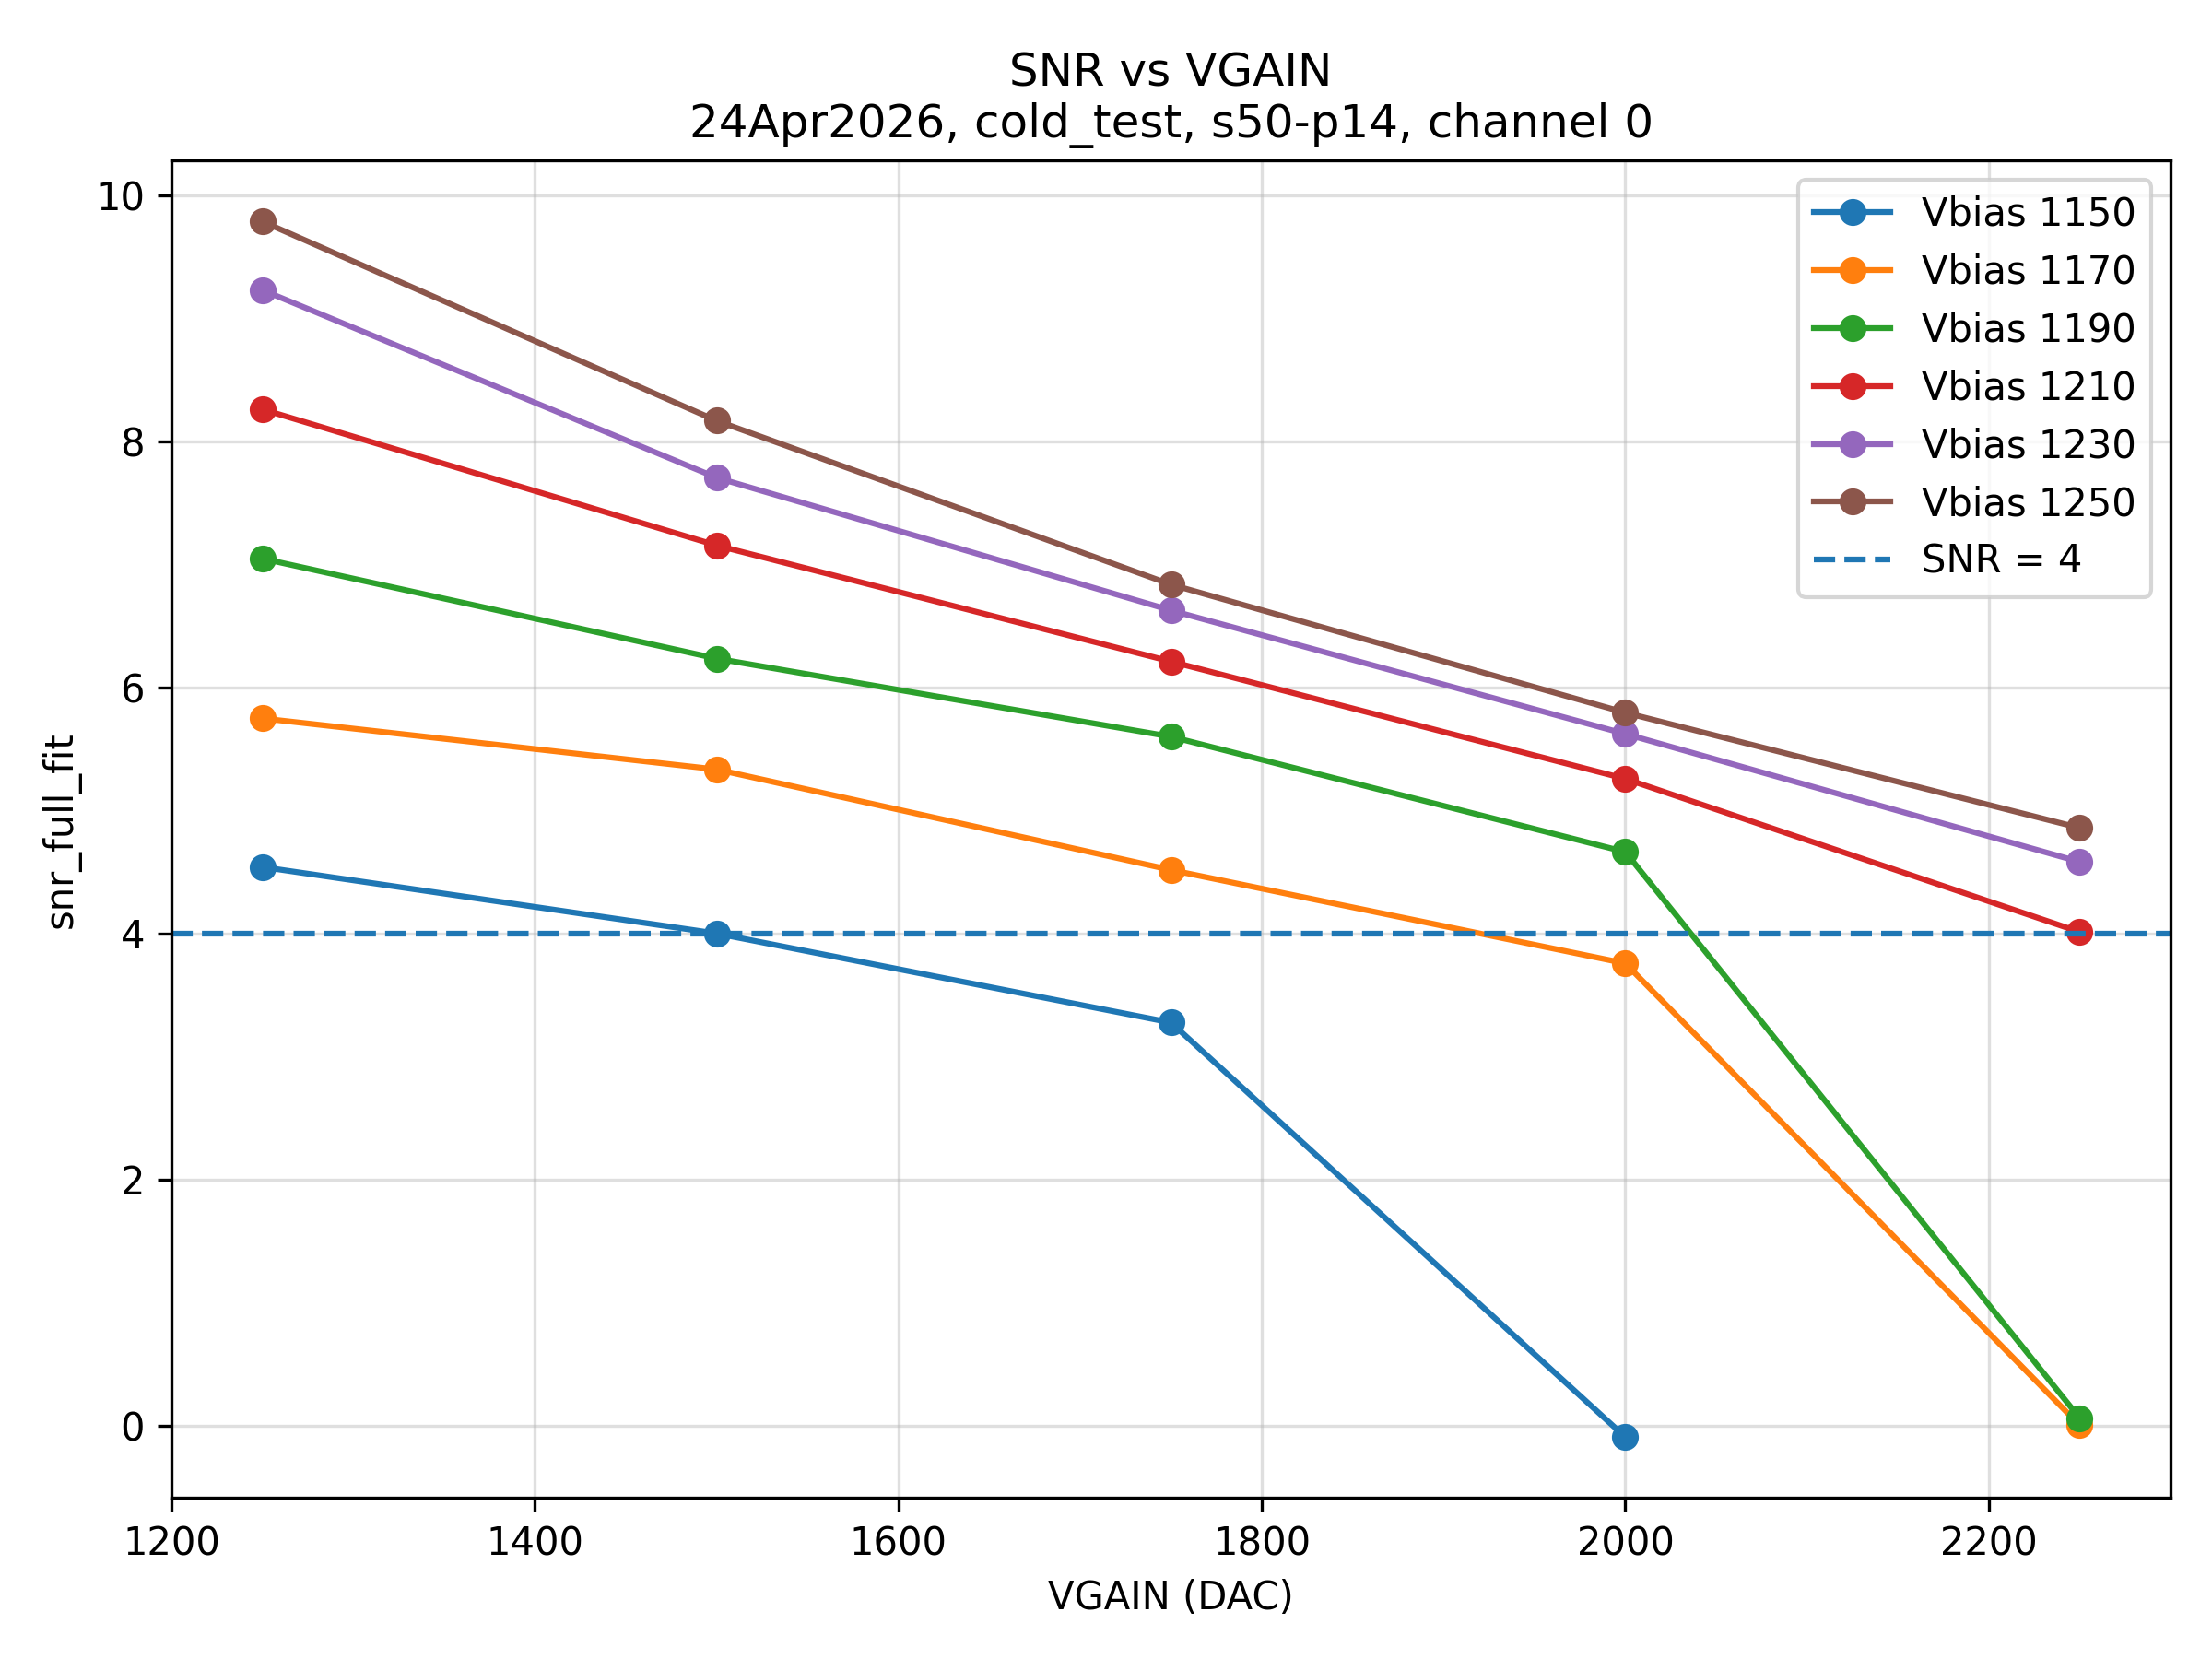 SNR vs VGAIN
24Apr2026, cold_test, s50-p14, channel 0
10
8
6
4
2
0
snr_full_fit
Vbias 1150
Vbias 1170
Vbias 1190
Vbias 1210
Vbias 1230
Vbias 1250
SNR = 4
1200 1400 1600 1800 2000 2200
VGAIN (DAC)